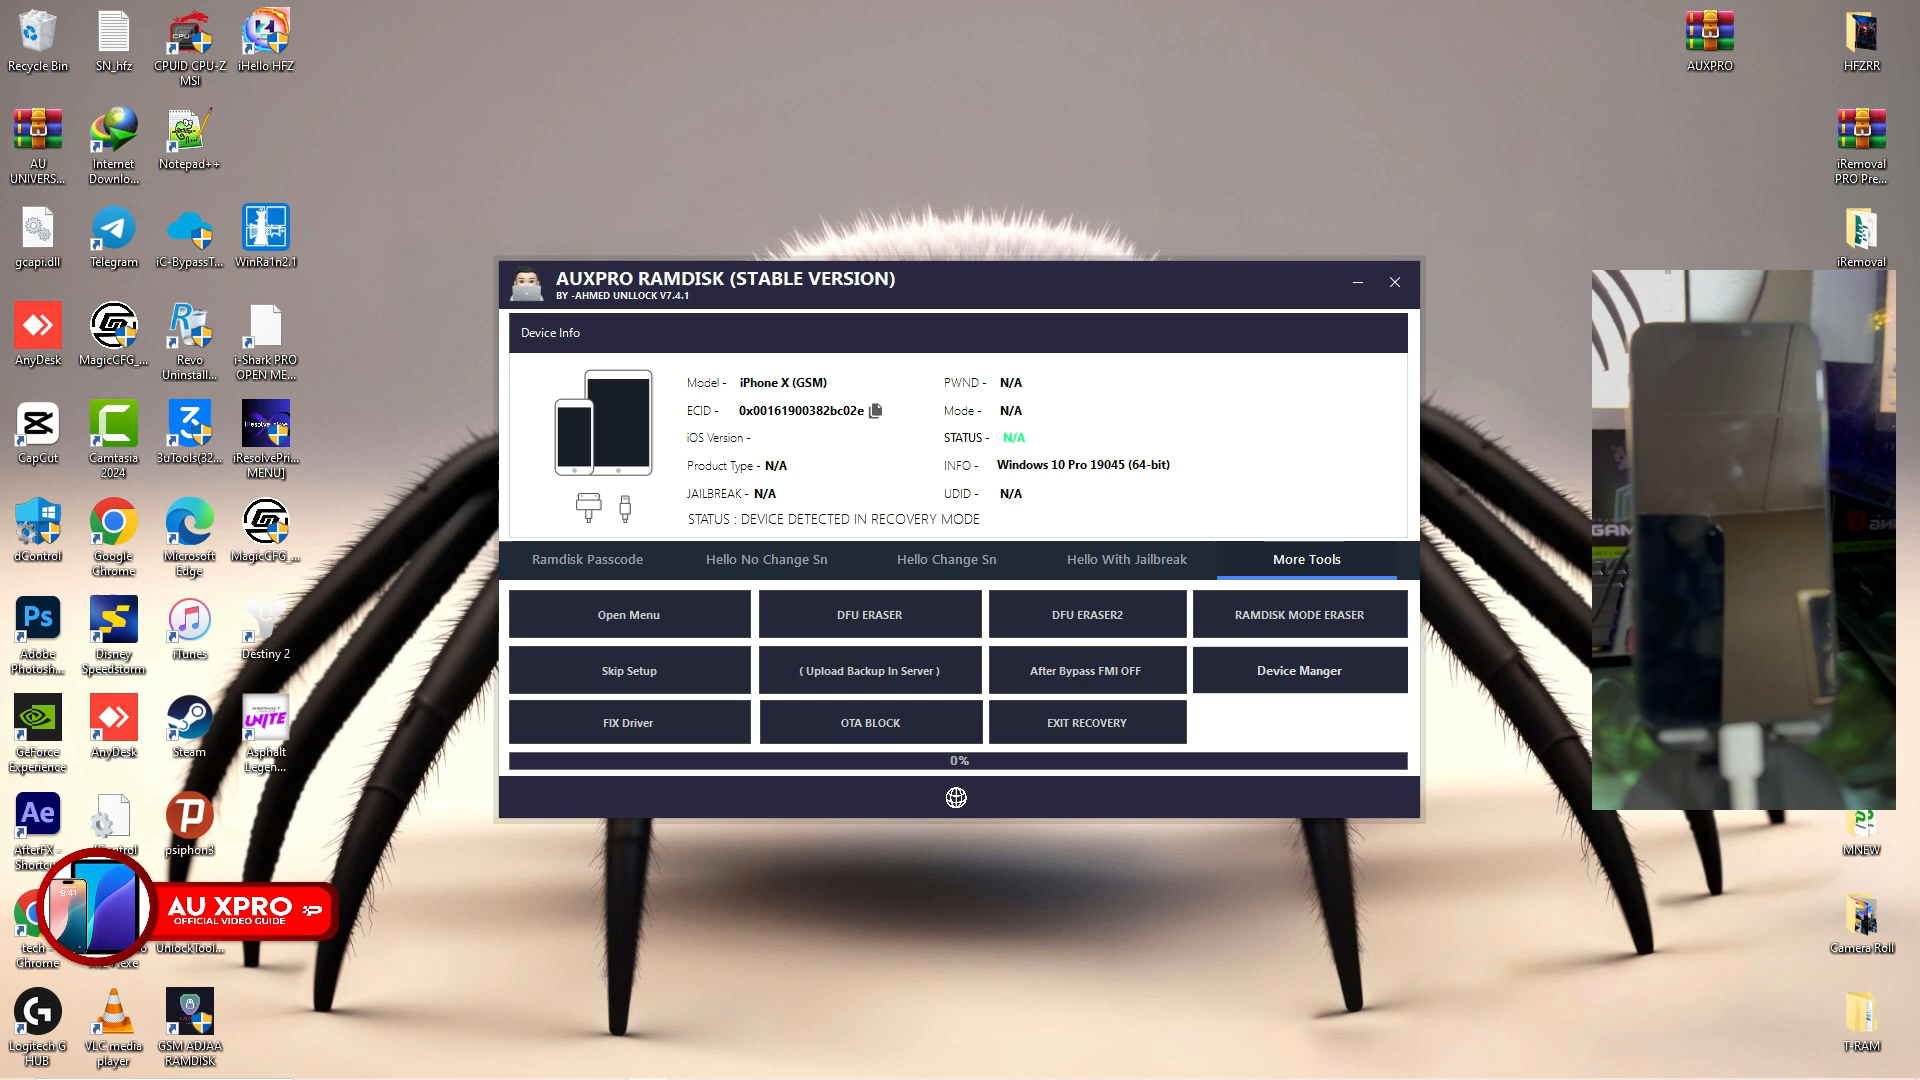 Recycle Bin
SN_hfz
CPUID CPU-Z
MSI
iHello HFZ
AU
UNIVERS...
Internet
Downlo...
Notepad++
gcapi.dll
Telegram
iC-BypassT...
WinRa1n2.1
AnyDesk
MagicCFG_...
Revo
Uninstall...
i-Shark PRO
OPEN ME...
CapCut
Camtasia
2024
3uTools(32...
iResolvePri...
MENU]
dControl
Google
Chrome
Microsoft
Edge
MagicCFG_...
Adobe
Photosh...
Disney
Speedstorm
iTunes
Destiny 2
GeForce
Experience
AnyDesk
Steam
Asphalt
Legen...
AfterFX -
psiphon3
AU XPRO
OFFICIAL VIDEO GUIDE
9:41
tech -
Chrome
UnlockTool...
Logitech G
HUB
VLC media
player
GSM ADJAA
RAMDISK
AUXPRO RAMDISK (STABLE VERSION)
BY -AHMED UNLLOCK V7.4.1
Device Info
Model - iPhone X (GSM)
ECID - 0x00161900382bc02e
iOS Version -
Product Type - N/A
JAILBREAK - N/A
STATUS : DEVICE DETECTED IN RECOVERY MODE
PWND - N/A
Mode - N/A
STATUS - N/A
INFO - Windows 10 Pro 19045 (64-bit)
UDID - N/A
Ramdisk Passcode
Hello No Change Sn
Hello Change Sn
Hello With Jailbreak
More Tools
Open Menu
DFU ERASER
DFU ERASER2
RAMDISK MODE ERASER
Skip Setup
( Upload Backup In Server )
After Bypass FMI OFF
Device Manger
FIX Driver
OTA BLOCK
EXIT RECOVERY
0%
AUXPRO
HFZRR
iRemoval
PRO Pre...
iRemoval
GAM
MNEW
Camera Roll
T-RAM